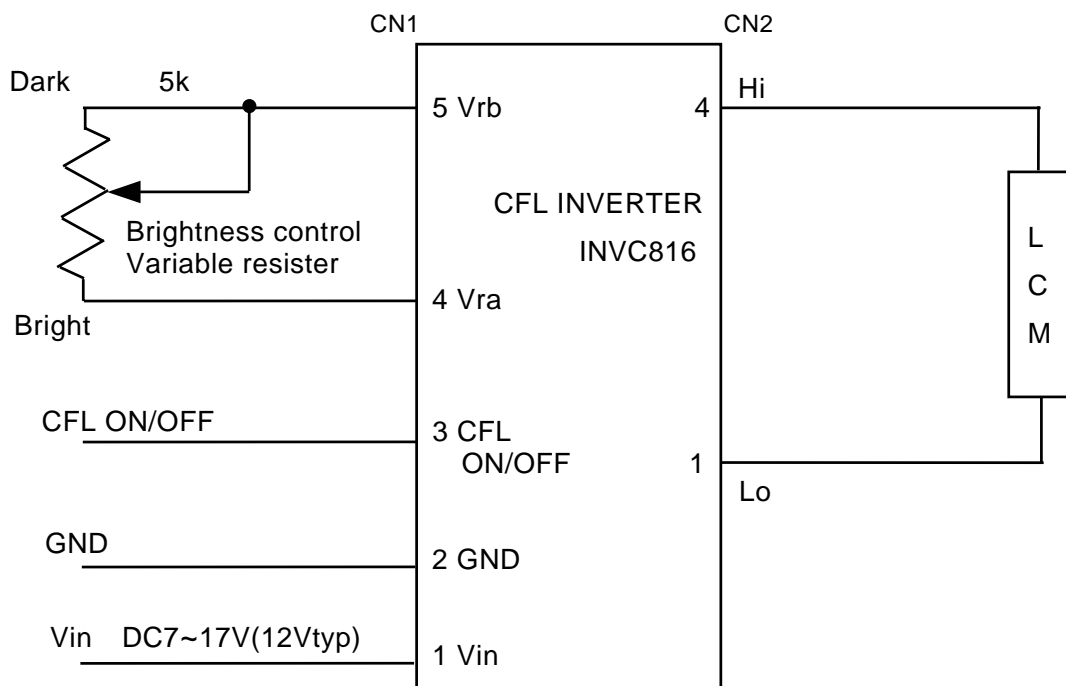 CN1
CN2
Dark
5k
Hi
5 Vrb
4
CFL INVERTER
INVC816
Brightness control
Variable resister
L
C
M
4 Vra
Bright
CFL ON/OFF
3 CFL
ON/OFF
1
Lo
GND
2 GND
Vin DC7~17V(12Vtyp)
1 Vin